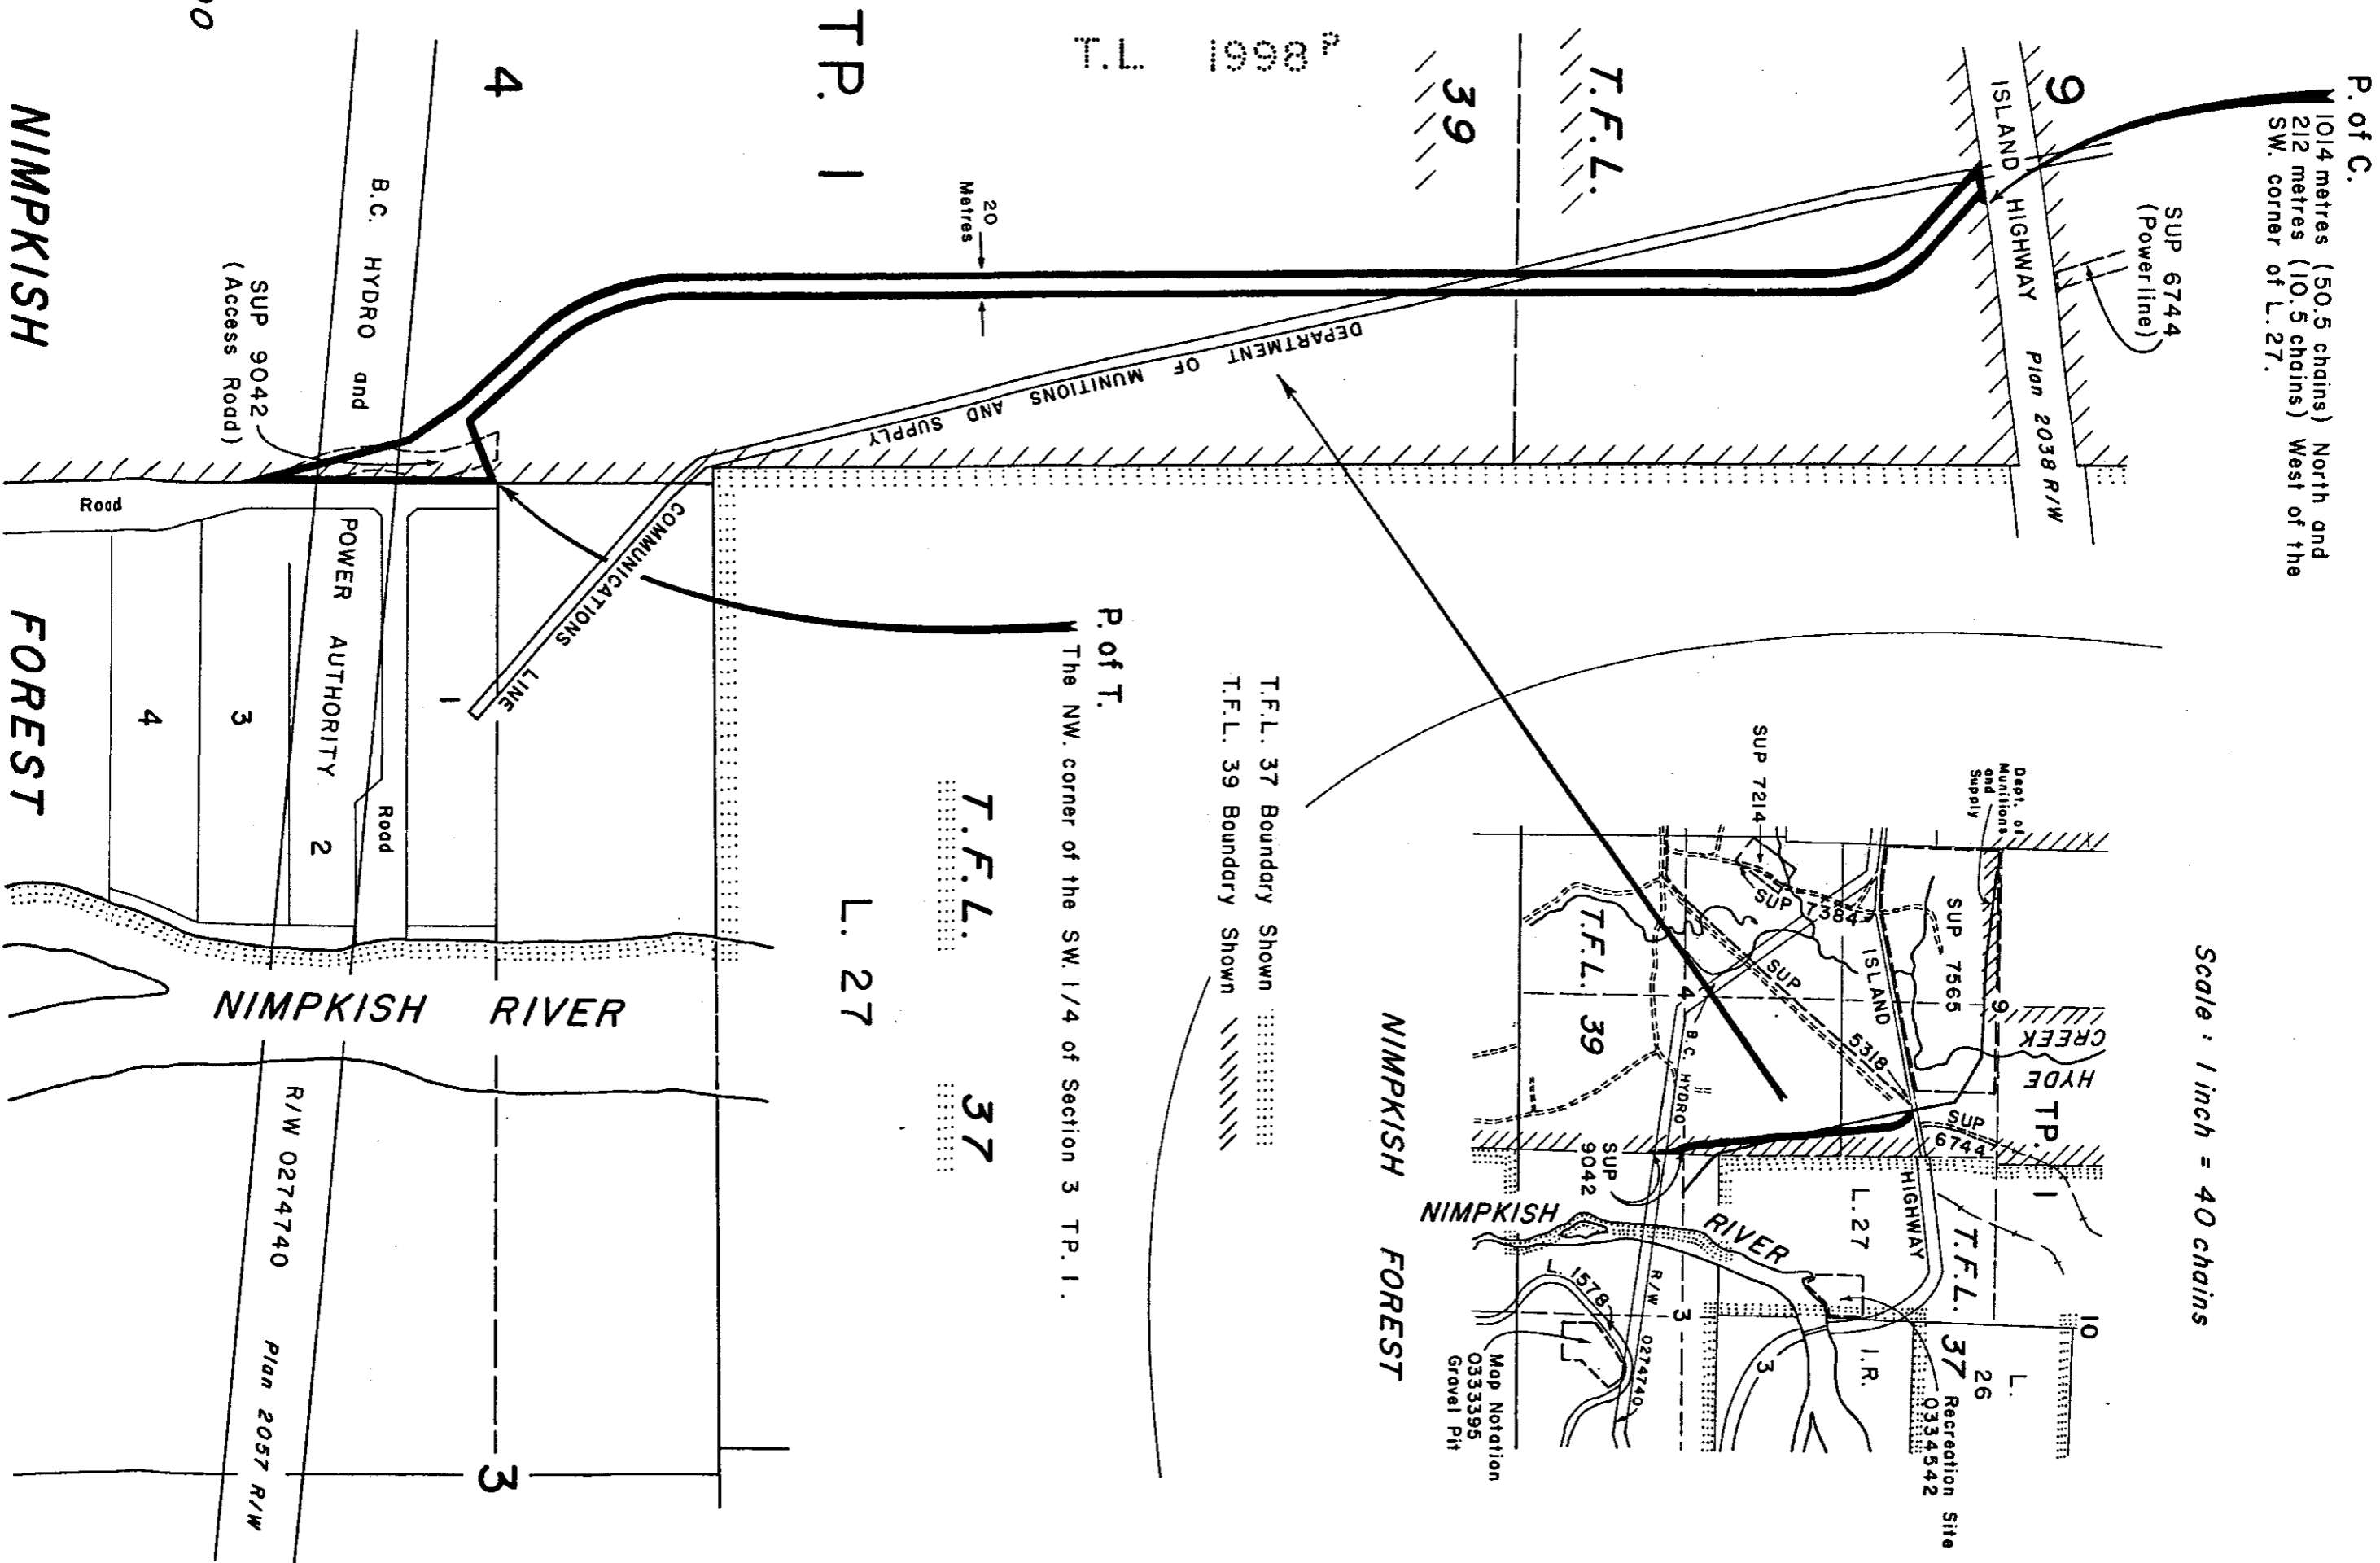 P. of C.
1014 metres (50.5 chains) North and
212 metres (10.5 chains) West of the
SW. corner of L.27.
9
ISLAND HIGHWAY Plan 2038 R/W
SUP 6744
(Powerline)
T.F.L.
39
T.L. 1998P
TP. 1
20
Metres
DEPARTMENT OF MUNITIONS AND SUPPLY
COMMUNICATIONS LINE
4
B.C. HYDRO and
POWER AUTHORITY
SUP 9042
(Access Road)
NIMPKISH FOREST
Road
Road
1
2
3
4
P. of T.
The NW. corner of the SW. 1/4 of Section 3 TP. 1.
T.F.L. 37
L. 27
NIMPKISH RIVER
R/W 0274740 Plan 2057 R/W
3
T.F.L. 37 Boundary Shown
T.F.L. 39 Boundary Shown
Scale : 1 inch = 40 chains
Dept. of
Munitions
and
Supply
SUP 7214
SUP 7384
SUP 7565
9
HYDE CREEK
TP. 1
10
ISLAND HIGHWAY
SUP 5318
SUP
6744
T.F.L. 39
4
B.C. HYDRO R/W 0274740
SUP
9042
L. 27
T.F.L. 37
L.
26
I.R.
3
3
Recreation Site
0334542
NIMPKISH RIVER
L. 1578
Map Notation
0333395
Gravel Pit
NIMPKISH FOREST